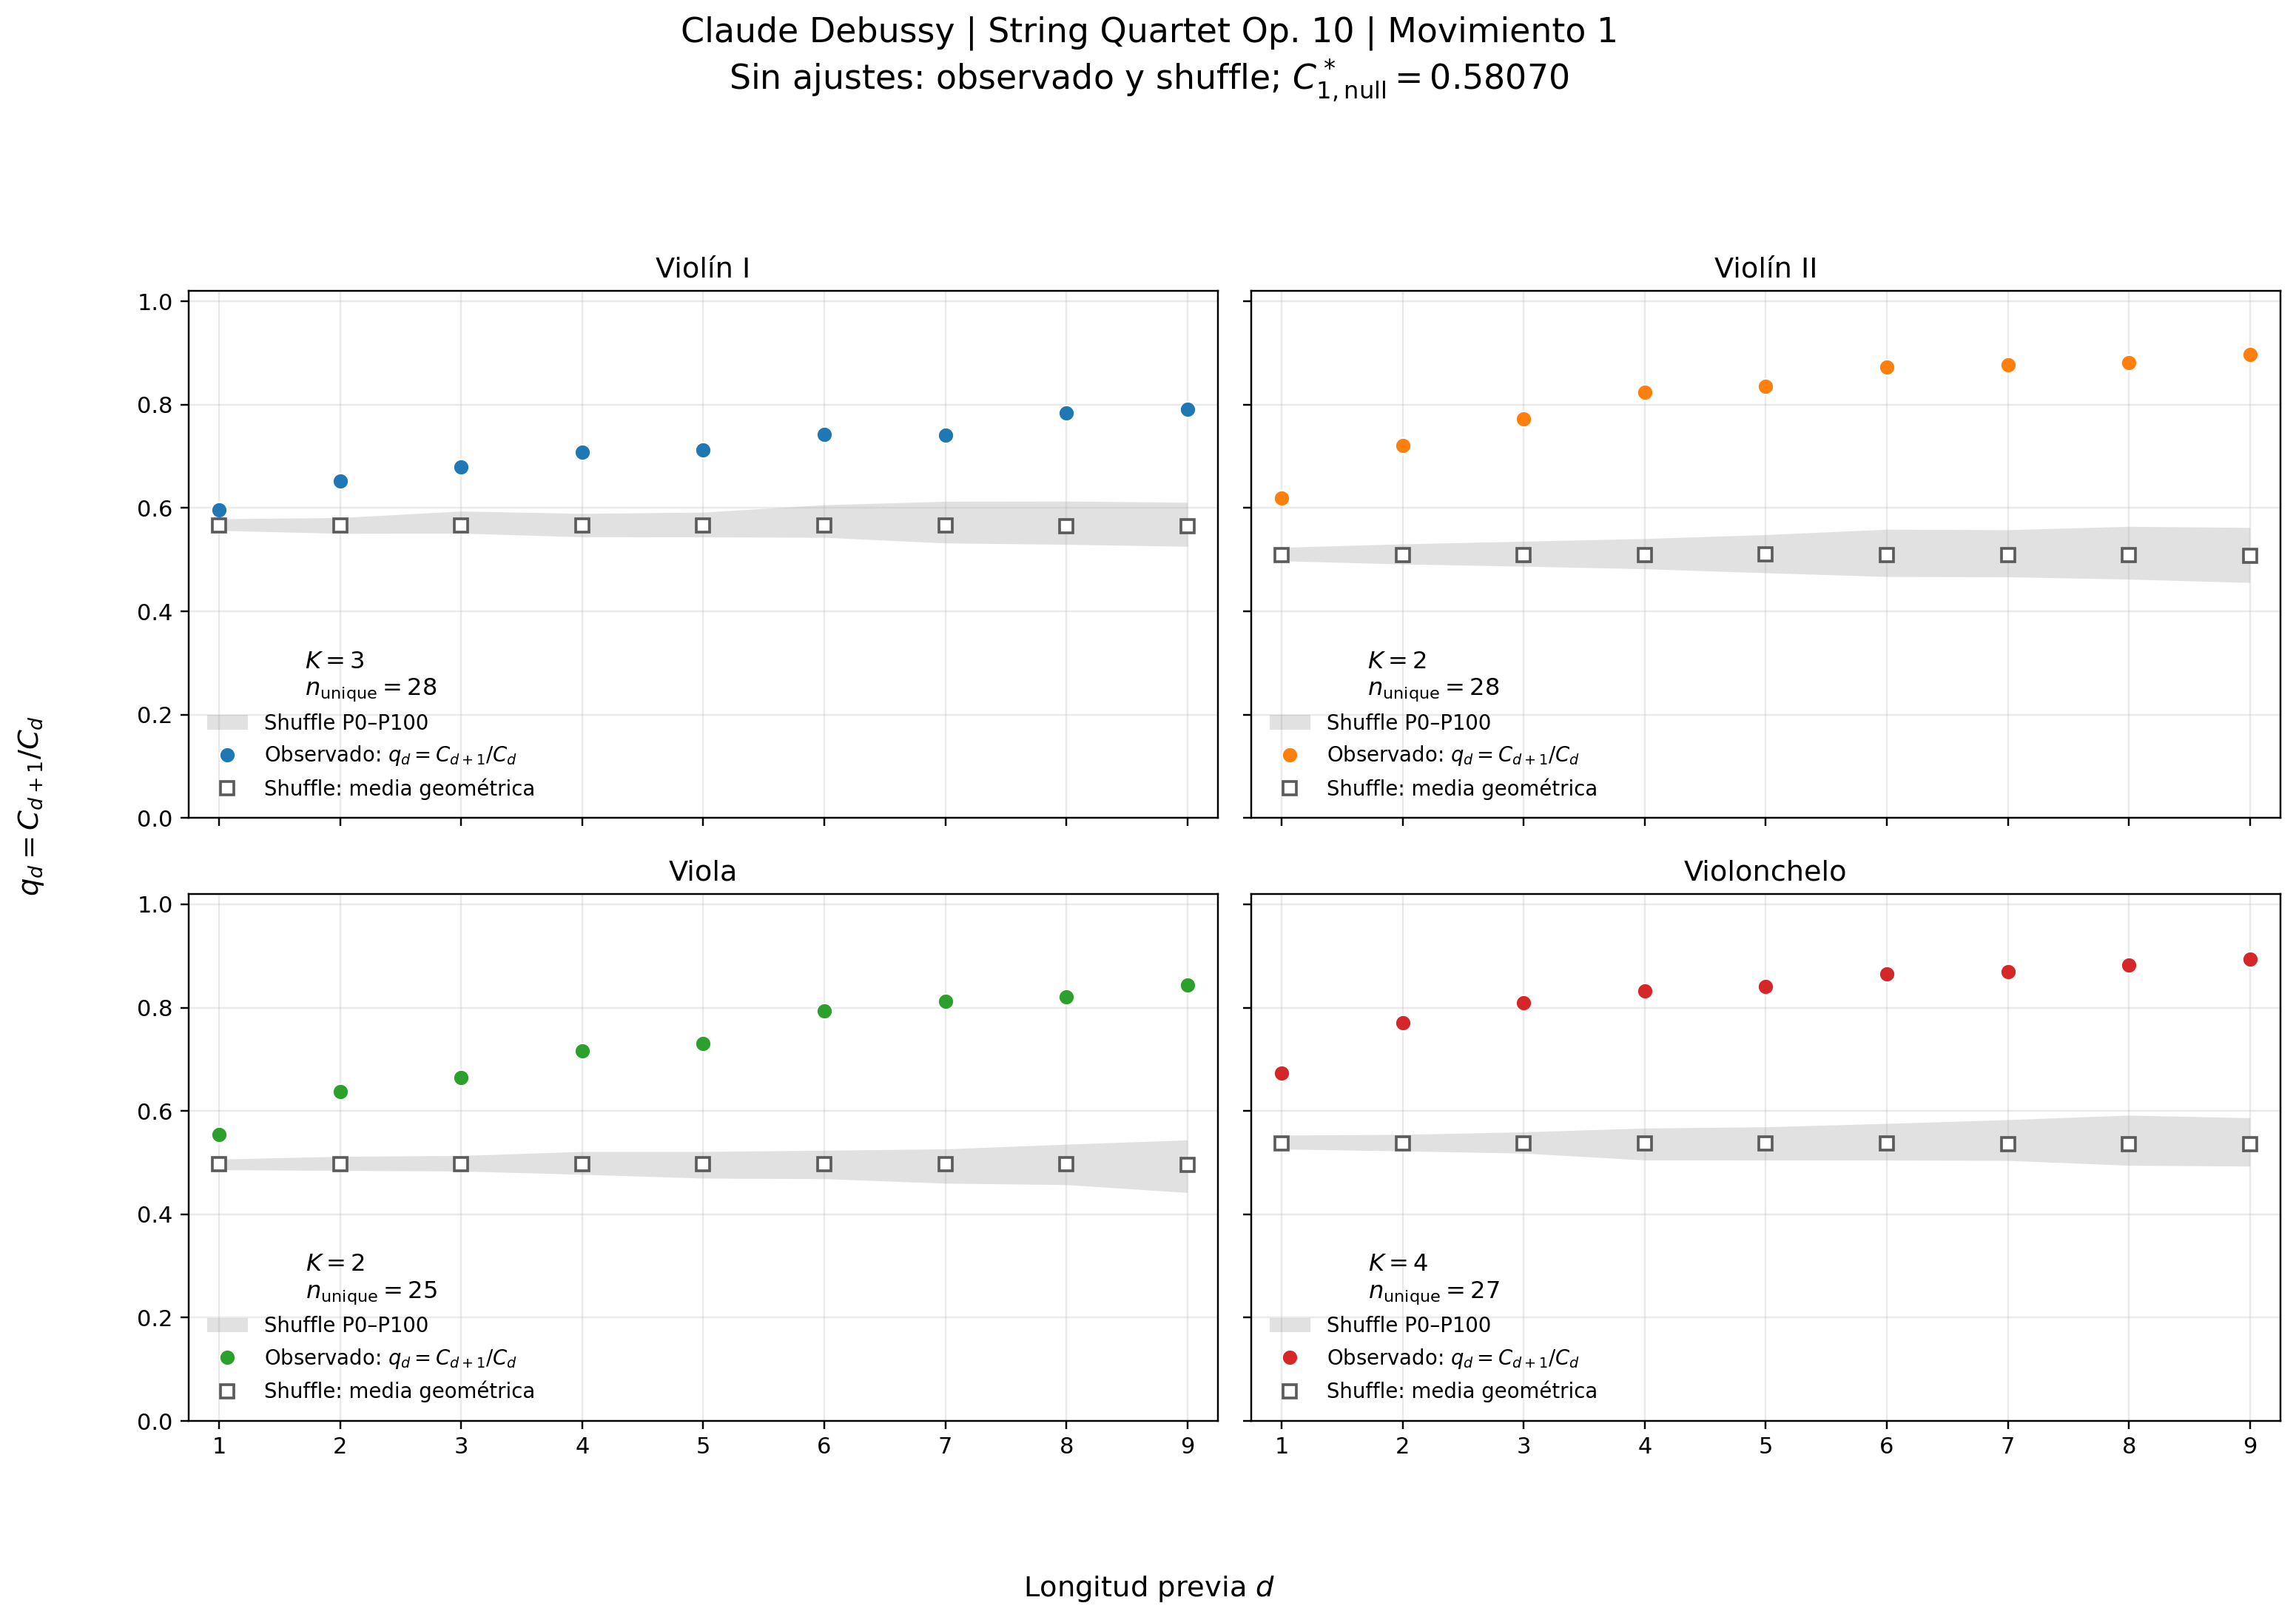 Claude Debussy | String Quartet Op. 10 | Movimiento 1
Sin ajustes: observado y shuffle; C*1,null = 0.58070
qd = Cd+1/Cd
Violín I
1.0
0.8
0.6
0.4
0.2
0.0
K = 3
nunique = 28
Shuffle P0–P100
Observado: qd = Cd+1/Cd
Shuffle: media geométrica
Violín II
K = 2
nunique = 28
Shuffle P0–P100
Observado: qd = Cd+1/Cd
Shuffle: media geométrica
Viola
1.0
0.8
0.6
0.4
0.2
0.0
K = 2
nunique = 25
Shuffle P0–P100
Observado: qd = Cd+1/Cd
Shuffle: media geométrica
1 2 3 4 5 6 7 8 9
Violonchelo
K = 4
nunique = 27
Shuffle P0–P100
Observado: qd = Cd+1/Cd
Shuffle: media geométrica
1 2 3 4 5 6 7 8 9
Longitud previa d